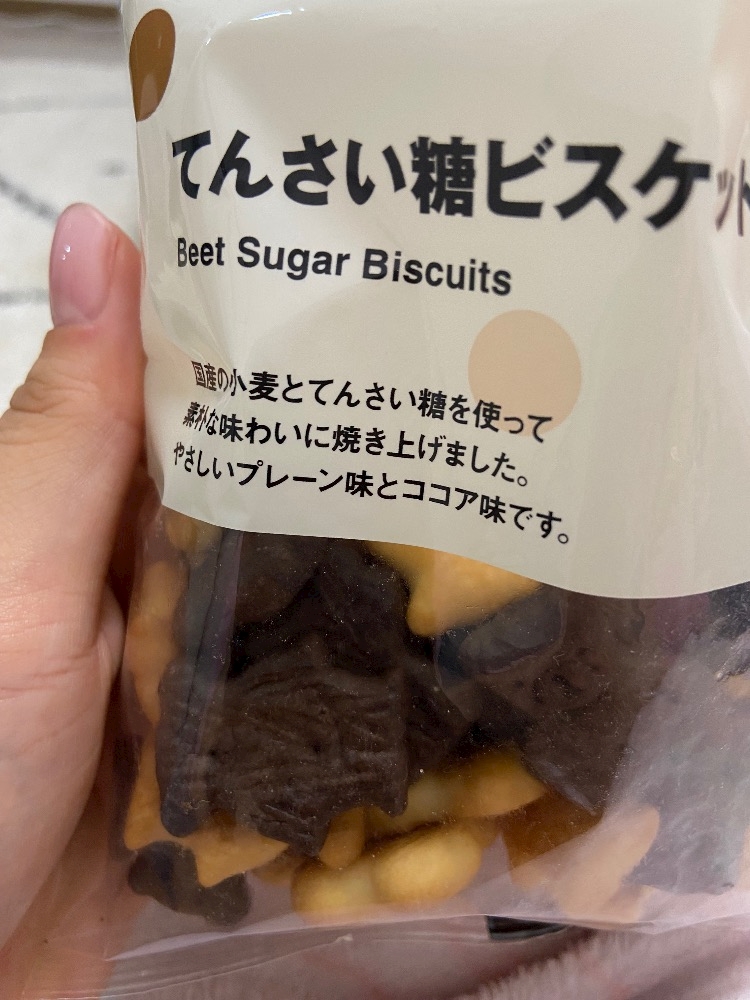 てんさい糖ビスケット
Beet Sugar Biscuits
国産の小麦とてんさい糖を使って
素朴な味わいに焼き上げました。
やさしいプレーン味とココア味です。